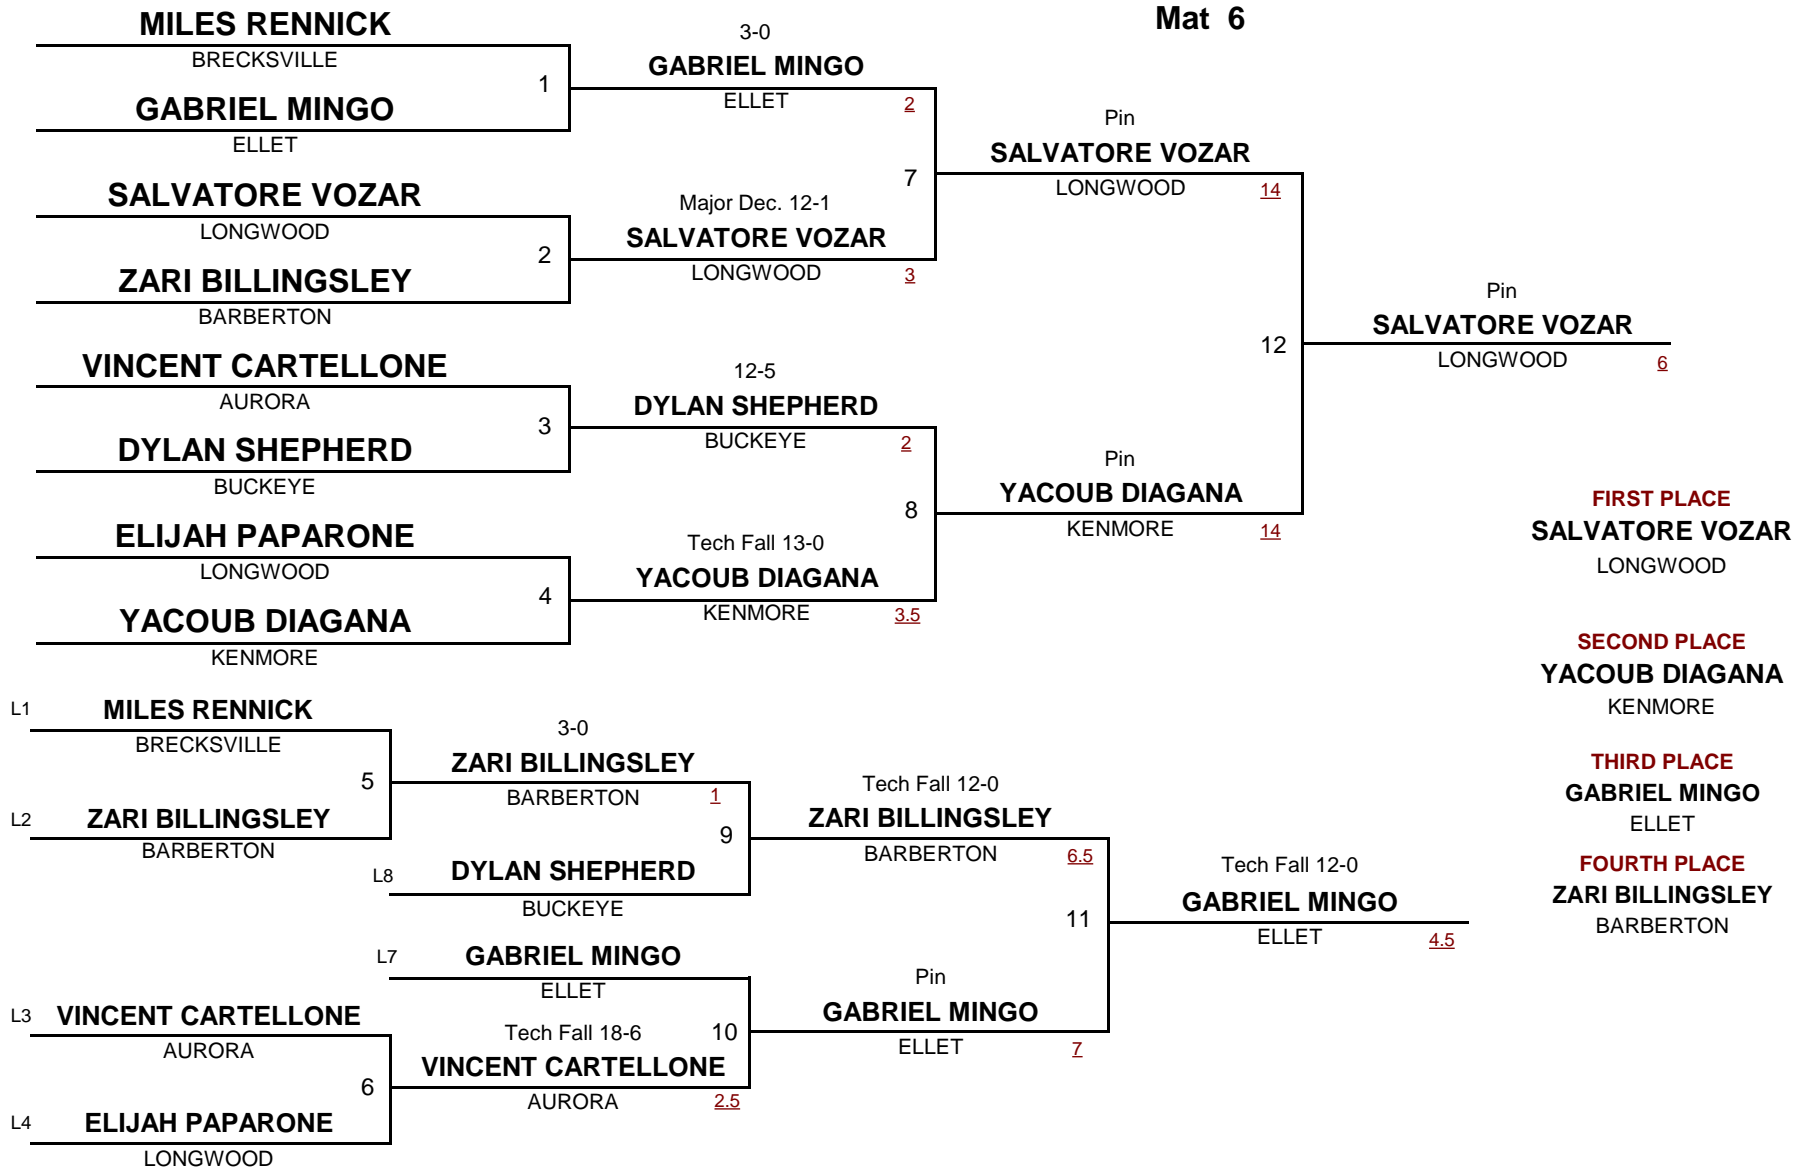 Mat 6
MILES RENNICK
BRECKSVILLE
1
GABRIEL MINGO
ELLET
3-0
GABRIEL MINGO
ELLET
2
SALVATORE VOZAR
LONGWOOD
2
ZARI BILLINGSLEY
BARBERTON
Major Dec. 12-1
SALVATORE VOZAR
LONGWOOD
3
7
Pin
SALVATORE VOZAR
LONGWOOD
14
VINCENT CARTELLONE
AURORA
3
DYLAN SHEPHERD
BUCKEYE
12-5
DYLAN SHEPHERD
BUCKEYE
2
ELIJAH PAPARONE
LONGWOOD
4
YACOUB DIAGANA
KENMORE
Tech Fall 13-0
YACOUB DIAGANA
KENMORE
3.5
8
Pin
YACOUB DIAGANA
KENMORE
14
12
Pin
SALVATORE VOZAR
LONGWOOD
6
L1
MILES RENNICK
BRECKSVILLE
5
L2
ZARI BILLINGSLEY
BARBERTON
3-0
ZARI BILLINGSLEY
BARBERTON
1
9
L8
DYLAN SHEPHERD
BUCKEYE
Tech Fall 12-0
ZARI BILLINGSLEY
BARBERTON
6.5
L7
GABRIEL MINGO
ELLET
L3
VINCENT CARTELLONE
AURORA
6
L4
ELIJAH PAPARONE
LONGWOOD
Tech Fall 18-6
VINCENT CARTELLONE
AURORA
2.5
10
Pin
GABRIEL MINGO
ELLET
7
11
Tech Fall 12-0
GABRIEL MINGO
ELLET
4.5
FIRST PLACE
SALVATORE VOZAR
LONGWOOD
SECOND PLACE
YACOUB DIAGANA
KENMORE
THIRD PLACE
GABRIEL MINGO
ELLET
FOURTH PLACE
ZARI BILLINGSLEY
BARBERTON